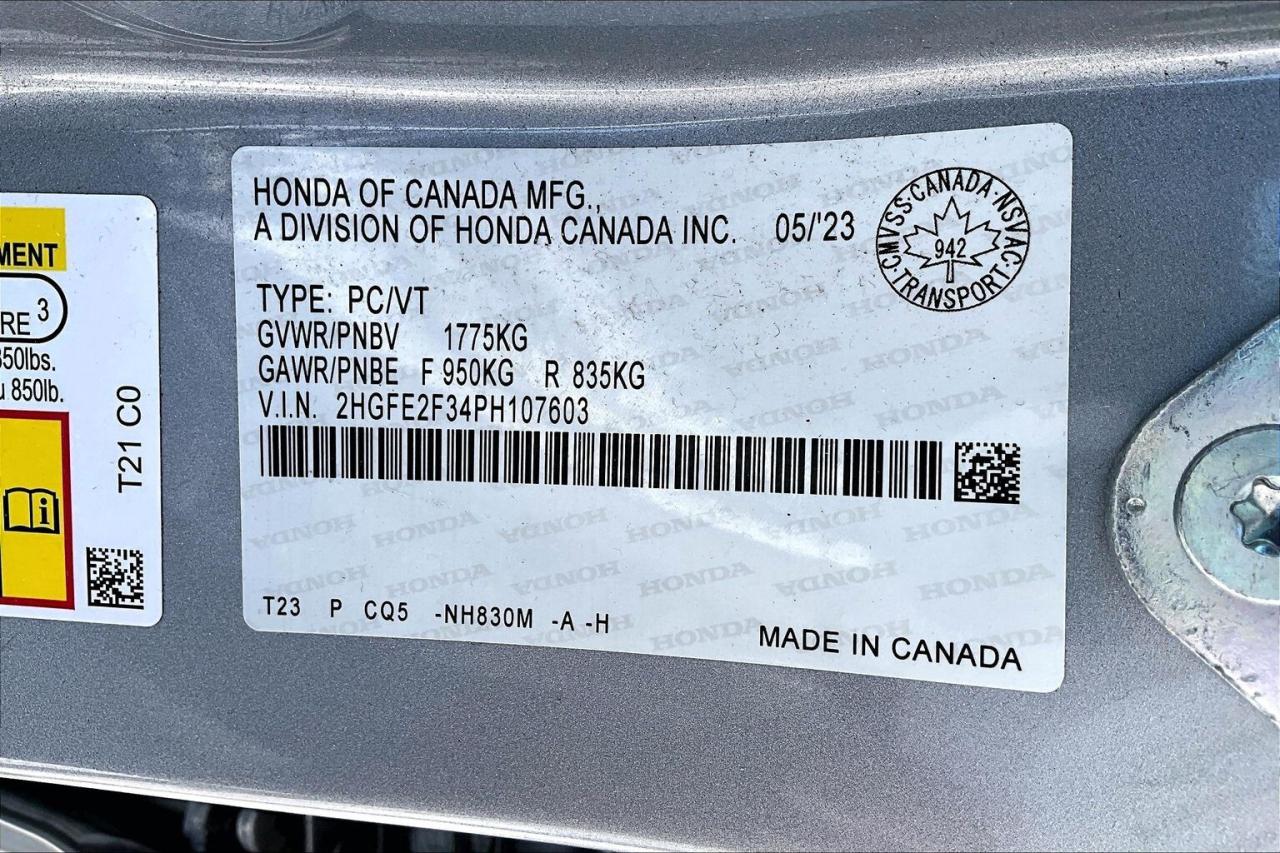 MENT
RE 3
850lbs.
850lb.
T21 C0
HONDA OF CANADA MFG.,
A DIVISION OF HONDA CANADA INC. 05/'23
CMVSS·CANADA·NSVAC·TRANSPORT·
942
TYPE: PC/VT
GVWR/PNBV 1775KG
GAWR/PNBE F 950KG R 835KG
V.I.N. 2HGFE2F34PH107603
T23 P CQ5 -NH830M -A -H
MADE IN CANADA
HONDA